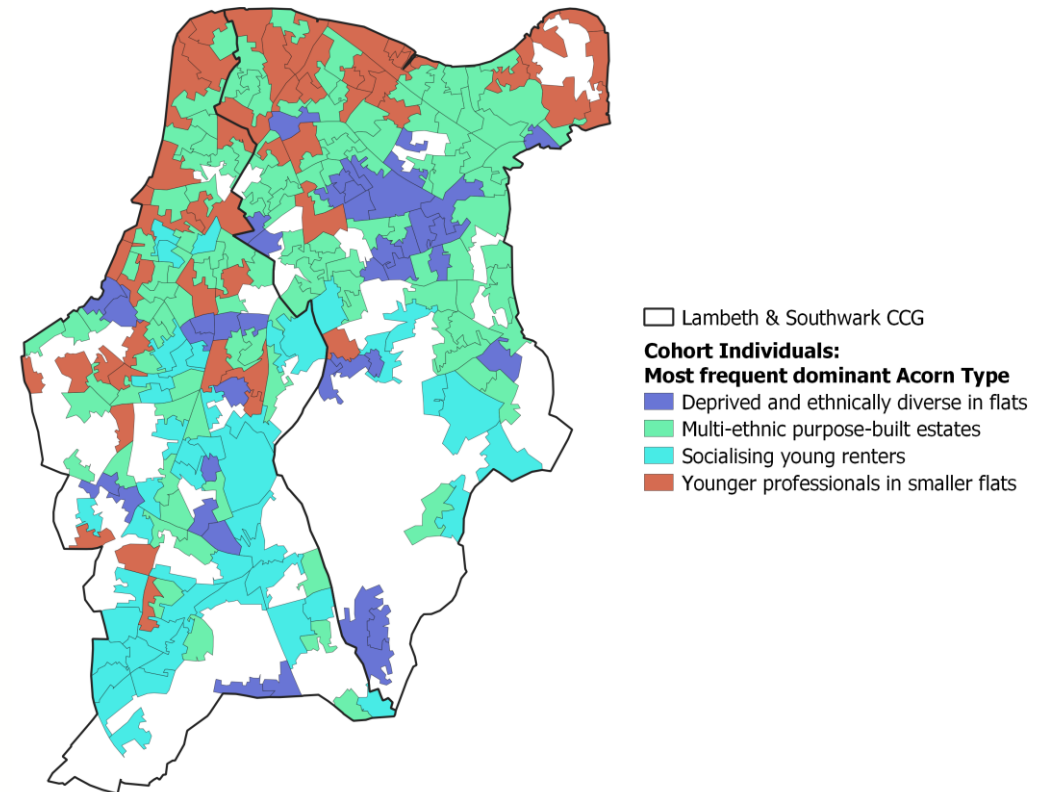 Lambeth & Southwark CCG
Cohort Individuals:
Most frequent dominant Acorn Type
Deprived and ethnically diverse in flats
Multi-ethnic purpose-built estates
Socialising young renters
Younger professionals in smaller flats